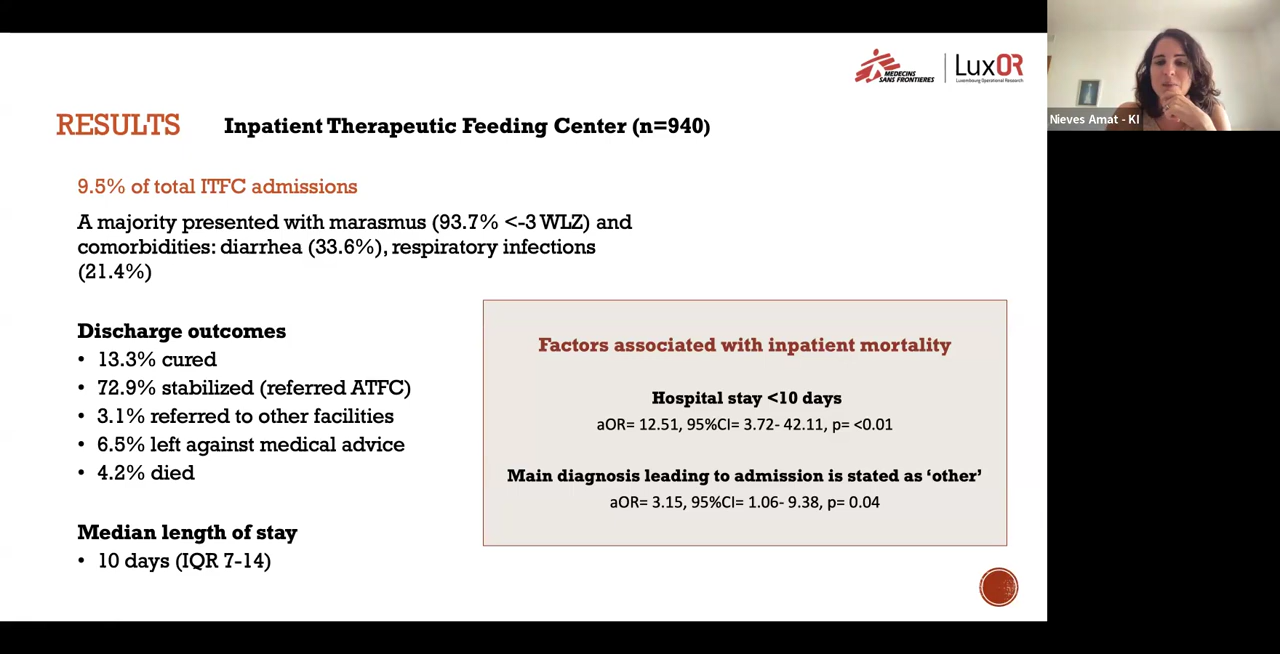 MEDECINS
SANS FRONTIERES
LuxOR
Luxembourg Operational Research
RESULTS
Inpatient Therapeutic Feeding Center (n=940)
9.5% of total ITFC admissions
A majority presented with marasmus (93.7% <-3 WLZ) and
comorbidities: diarrhea (33.6%), respiratory infections
(21.4%)
Discharge outcomes
• 13.3% cured
• 72.9% stabilized (referred ATFC)
• 3.1% referred to other facilities
• 6.5% left against medical advice
• 4.2% died
Median length of stay
• 10 days (IQR 7-14)
Factors associated with inpatient mortality
Hospital stay <10 days
aOR= 12.51, 95%CI= 3.72- 42.11, p= <0.01
Main diagnosis leading to admission is stated as ‘other’
aOR= 3.15, 95%CI= 1.06- 9.38, p= 0.04
Nieves Amat - KI